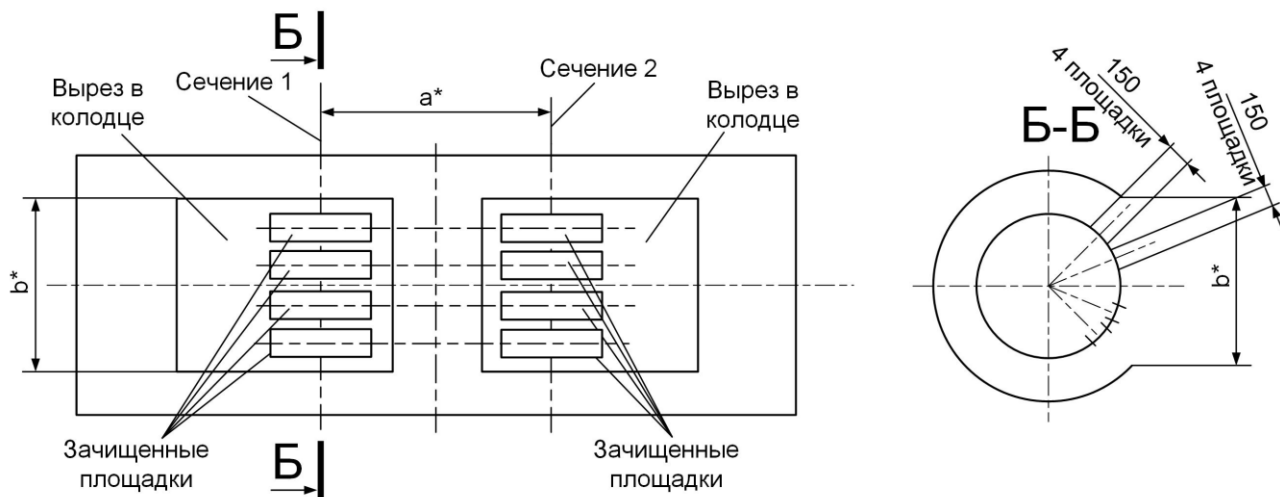 Б
Сечение 1
Сечение 2
Вырез в
колодце
a*
Вырез в
колодце
b*
Зачищенные
площадки
Зачищенные
площадки
Б
Б-Б
150
4 площадки
150
4 площадки
b*